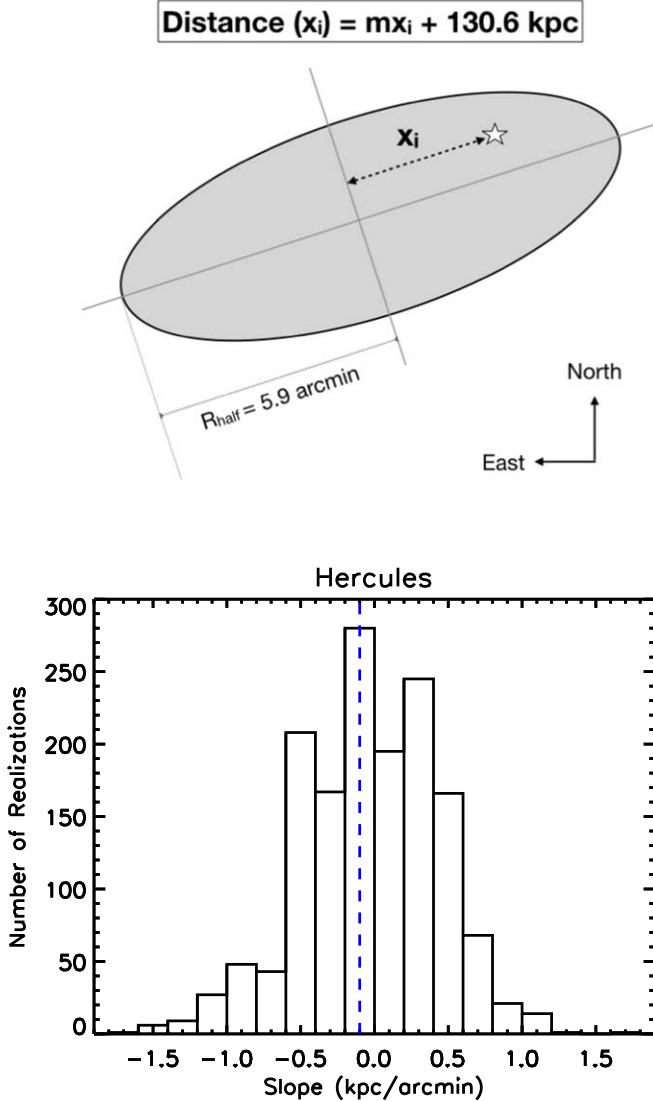 Distance (xᵢ) = mxᵢ + 130.6 kpc
xᵢ
R_half = 5.9 arcmin
North
East
Hercules
300
250
200
150
100
50
0
Number of Realizations
−1.5 −1.0 −0.5 0.0 0.5 1.0 1.5
Slope (kpc/arcmin)